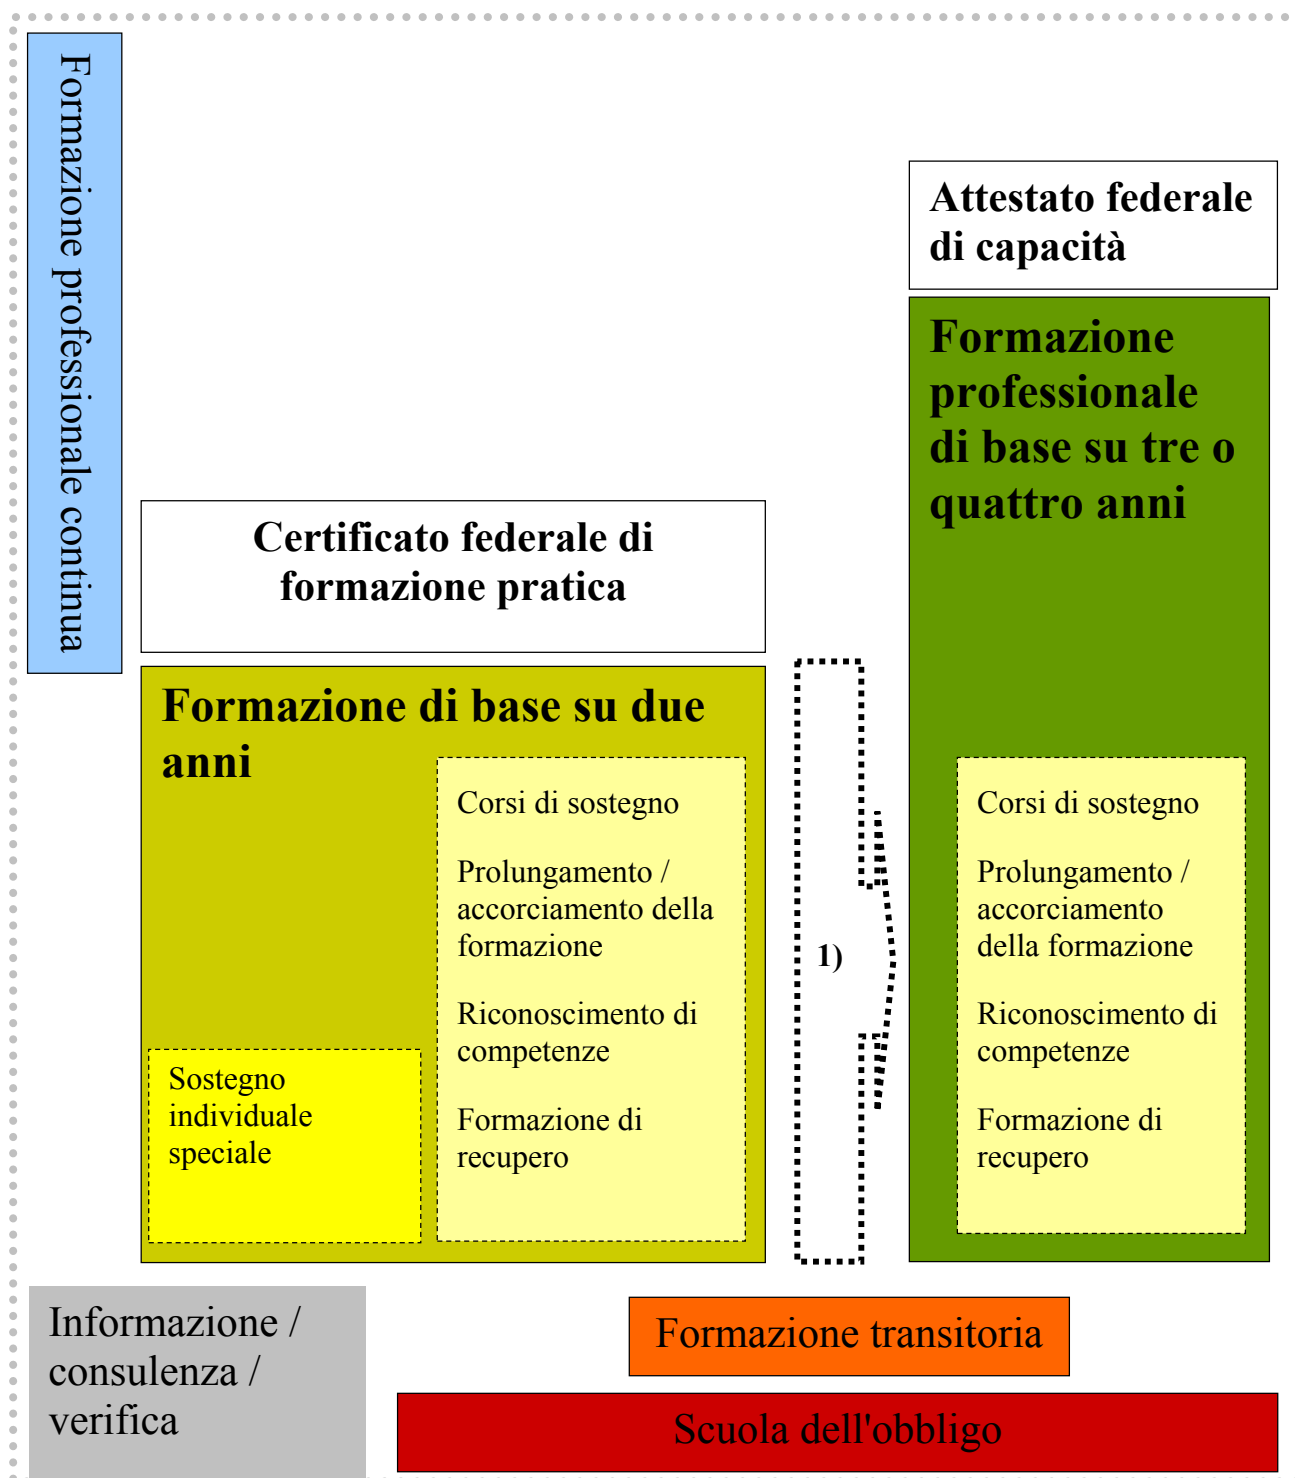 Formazione professionale continua
Attestato federale
di capacità
Formazione
professionale
di base su tre o
quattro anni
Certificato federale di
formazione pratica
Formazione di base su due
anni
Corsi di sostegno
Prolungamento /
accorciamento della
formazione
Riconoscimento di
competenze
Formazione di
recupero
Sostegno
individuale
speciale
1)
Corsi di sostegno
Prolungamento /
accorciamento
della formazione
Riconoscimento di
competenze
Formazione di
recupero
Informazione /
consulenza /
verifica
Formazione transitoria
Scuola dell'obbligo